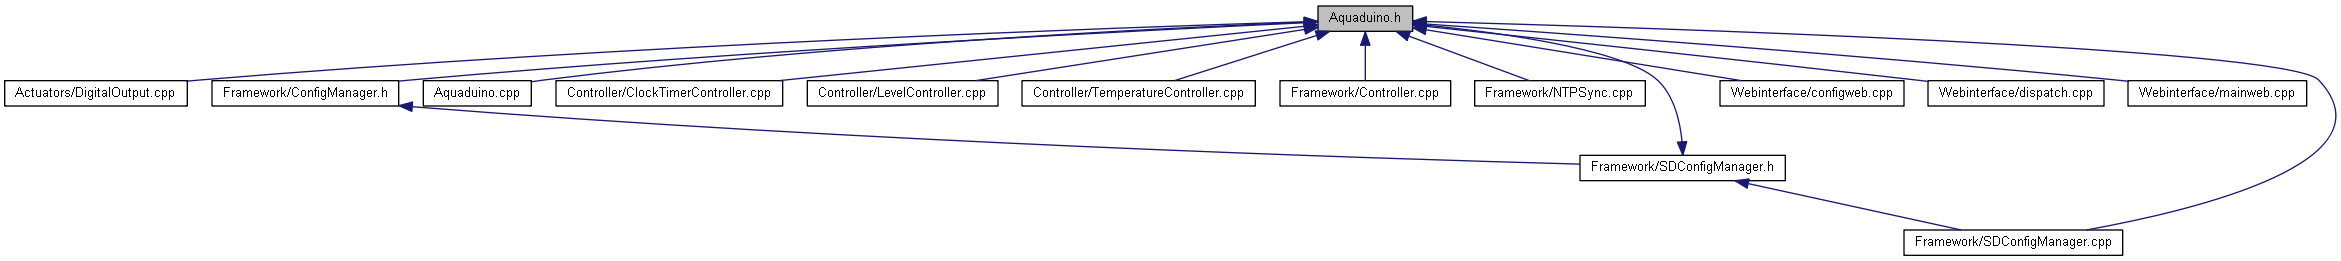 Aquaduino.h
Actuators/DigitalOutput.cpp
Framework/ConfigManager.h
Aquaduino.cpp
Controller/ClockTimerController.cpp
Controller/LevelController.cpp
Controller/TemperatureController.cpp
Framework/Controller.cpp
Framework/NTPSync.cpp
Webinterface/configweb.cpp
Webinterface/dispatch.cpp
Webinterface/mainweb.cpp
Framework/SDConfigManager.h
Framework/SDConfigManager.cpp